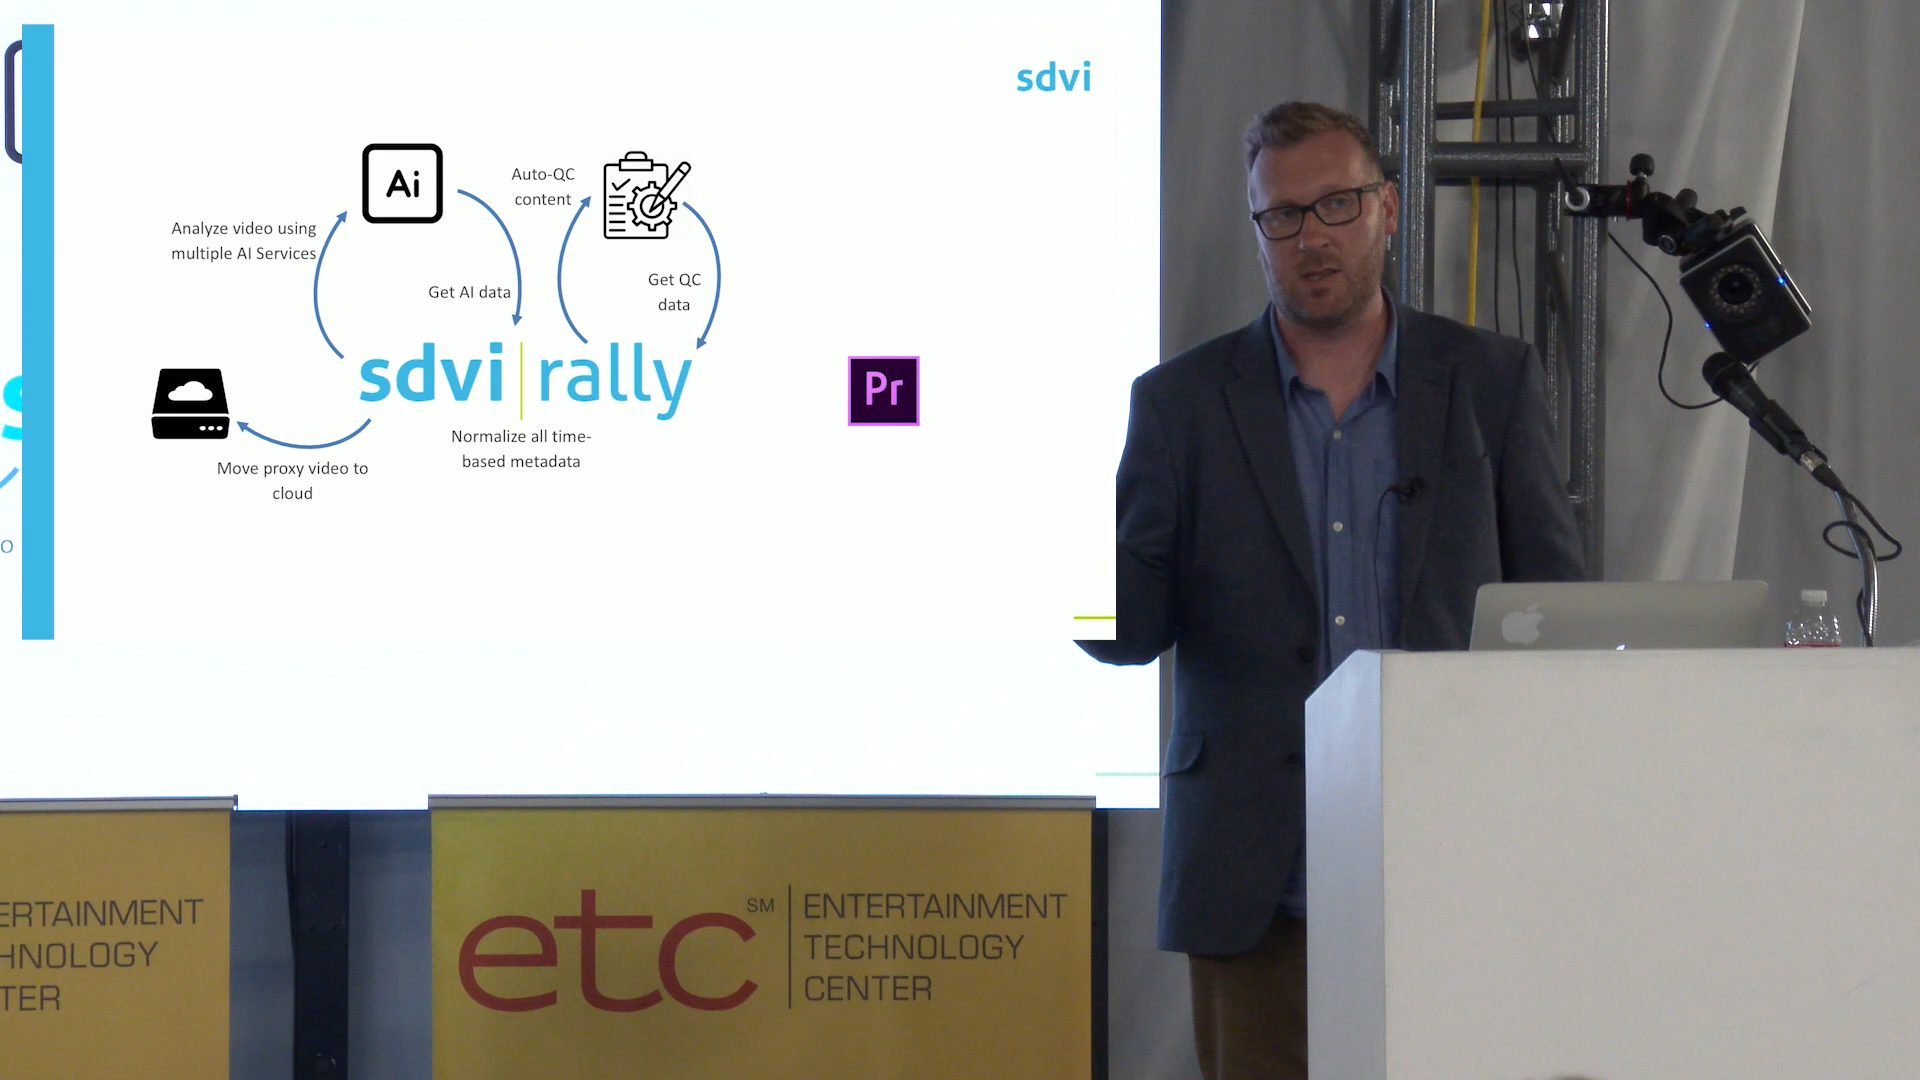 sdvi
Ai
Auto-QC
content
Analyze video using
multiple AI Services
Get AI data
Get QC
data
sdvi rally
Pr
Normalize all time-
based metadata
Move proxy video to
cloud
etc SM
ENTERTAINMENT
TECHNOLOGY
CENTER
ERTAINMENT
HNOLOGY
TER